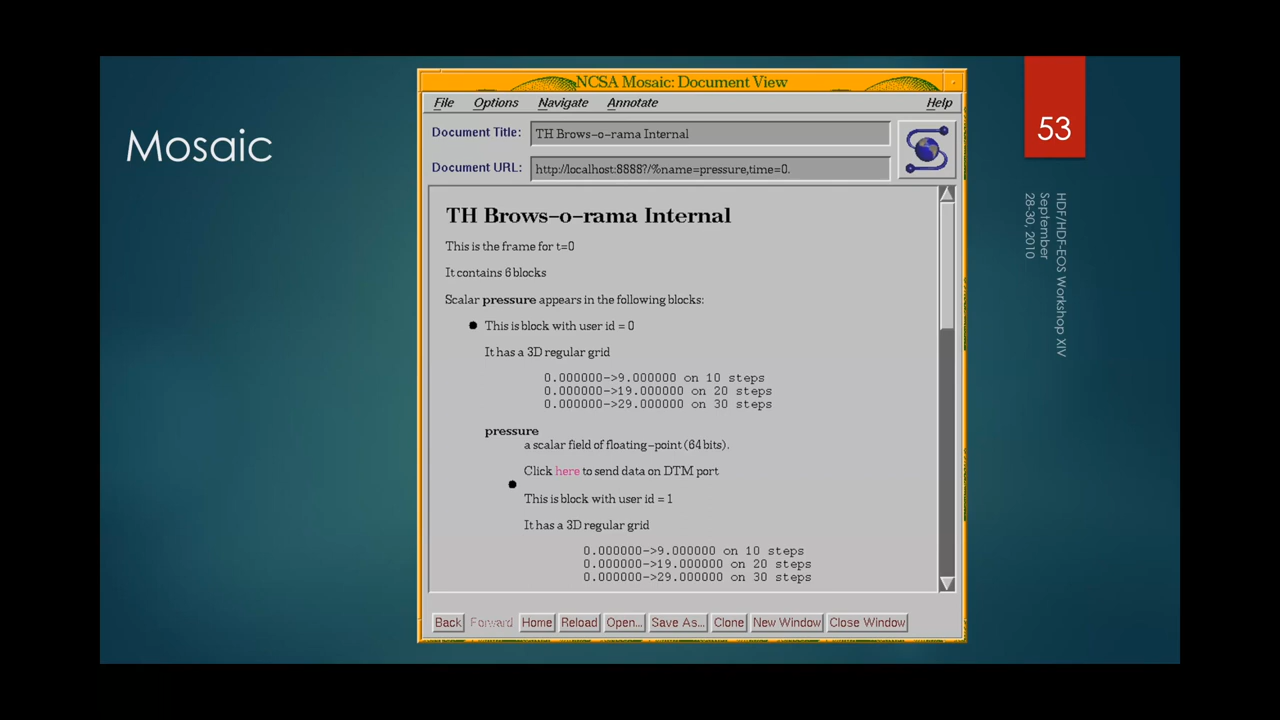 Mosaic
NCSA Mosaic: Document View
File Options Navigate Annotate Help
Document Title: TH Brows-o-rama Internal
Document URL: http://localhost:8888?/%name=pressure,time=0.
TH Brows-o-rama Internal
This is the frame for t=0
It contains 6 blocks
Scalar pressure appears in the following blocks:
This is block with user id = 0
It has a 3D regular grid
0.000000->9.000000 on 10 steps
0.000000->19.000000 on 20 steps
0.000000->29.000000 on 30 steps
pressure
a scalar field of floating-point (64 bits).
Click here to send data on DTM port
This is block with user id = 1
It has a 3D regular grid
0.000000->9.000000 on 10 steps
0.000000->19.000000 on 20 steps
0.000000->29.000000 on 30 steps
Back Forward Home Reload Open... Save As... Clone New Window Close Window
53
HDF/HDF-EOS Workshop XIV
September
28-30, 2010